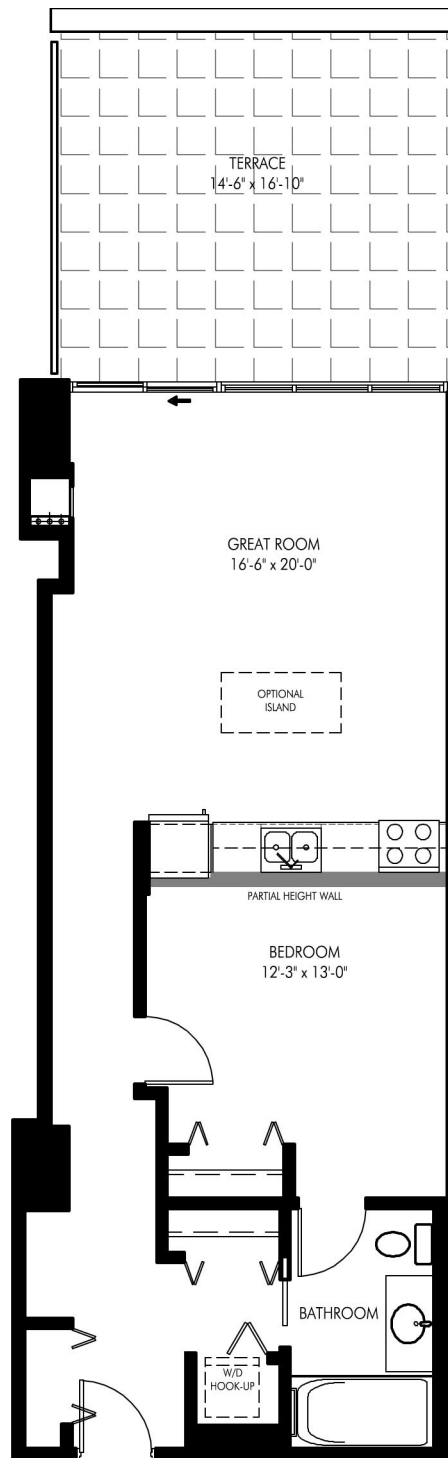 TERRACE
14'-6" x 16'-10"
GREAT ROOM
16'-6" x 20'-0"
OPTIONAL
ISLAND
PARTIAL HEIGHT WALL
BEDROOM
12'-3" x 13'-0"
BATHROOM
W/D
HOOK-UP